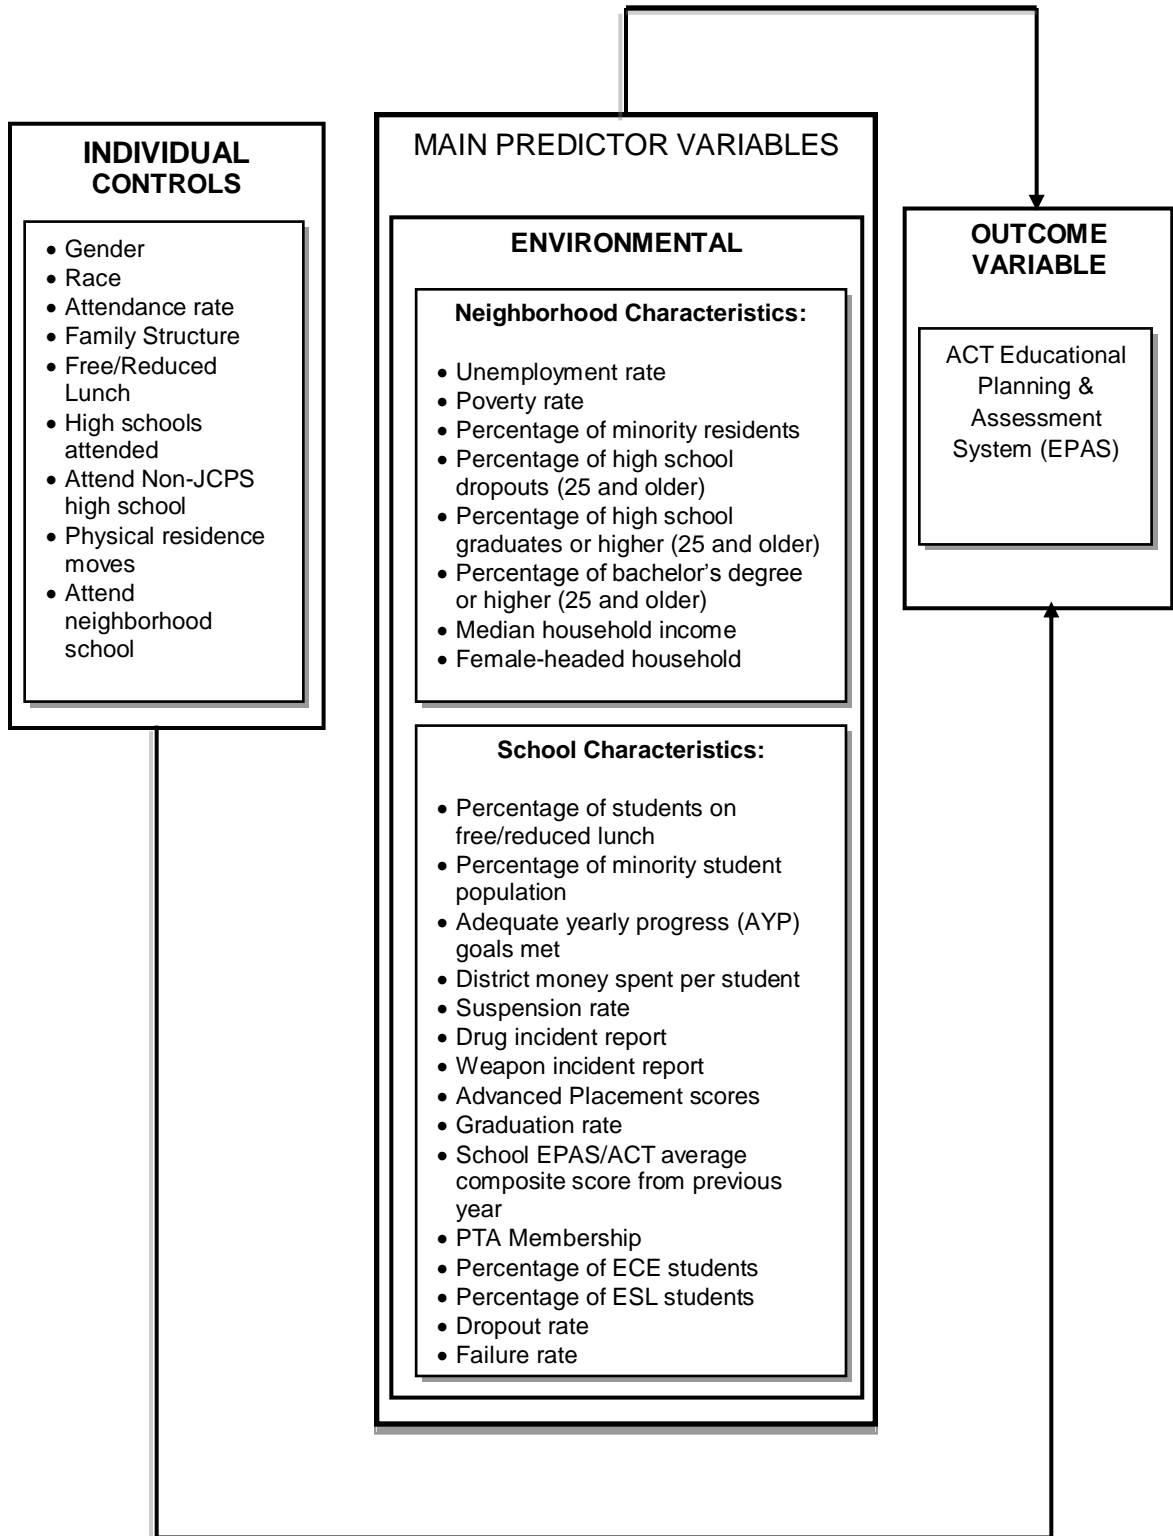 INDIVIDUAL
CONTROLS
• Gender
• Race
• Attendance rate
• Family Structure
• Free/Reduced
Lunch
• High schools
attended
• Attend Non-JCPS
high school
• Physical residence
moves
• Attend
neighborhood
school
MAIN PREDICTOR VARIABLES
ENVIRONMENTAL
Neighborhood Characteristics:
• Unemployment rate
• Poverty rate
• Percentage of minority residents
• Percentage of high school
dropouts (25 and older)
• Percentage of high school
graduates or higher (25 and older)
• Percentage of bachelor’s degree
or higher (25 and older)
• Median household income
• Female-headed household
School Characteristics:
• Percentage of students on
free/reduced lunch
• Percentage of minority student
population
• Adequate yearly progress (AYP)
goals met
• District money spent per student
• Suspension rate
• Drug incident report
• Weapon incident report
• Advanced Placement scores
• Graduation rate
• School EPAS/ACT average
composite score from previous
year
• PTA Membership
• Percentage of ECE students
• Percentage of ESL students
• Dropout rate
• Failure rate
OUTCOME
VARIABLE
ACT Educational
Planning &
Assessment
System (EPAS)